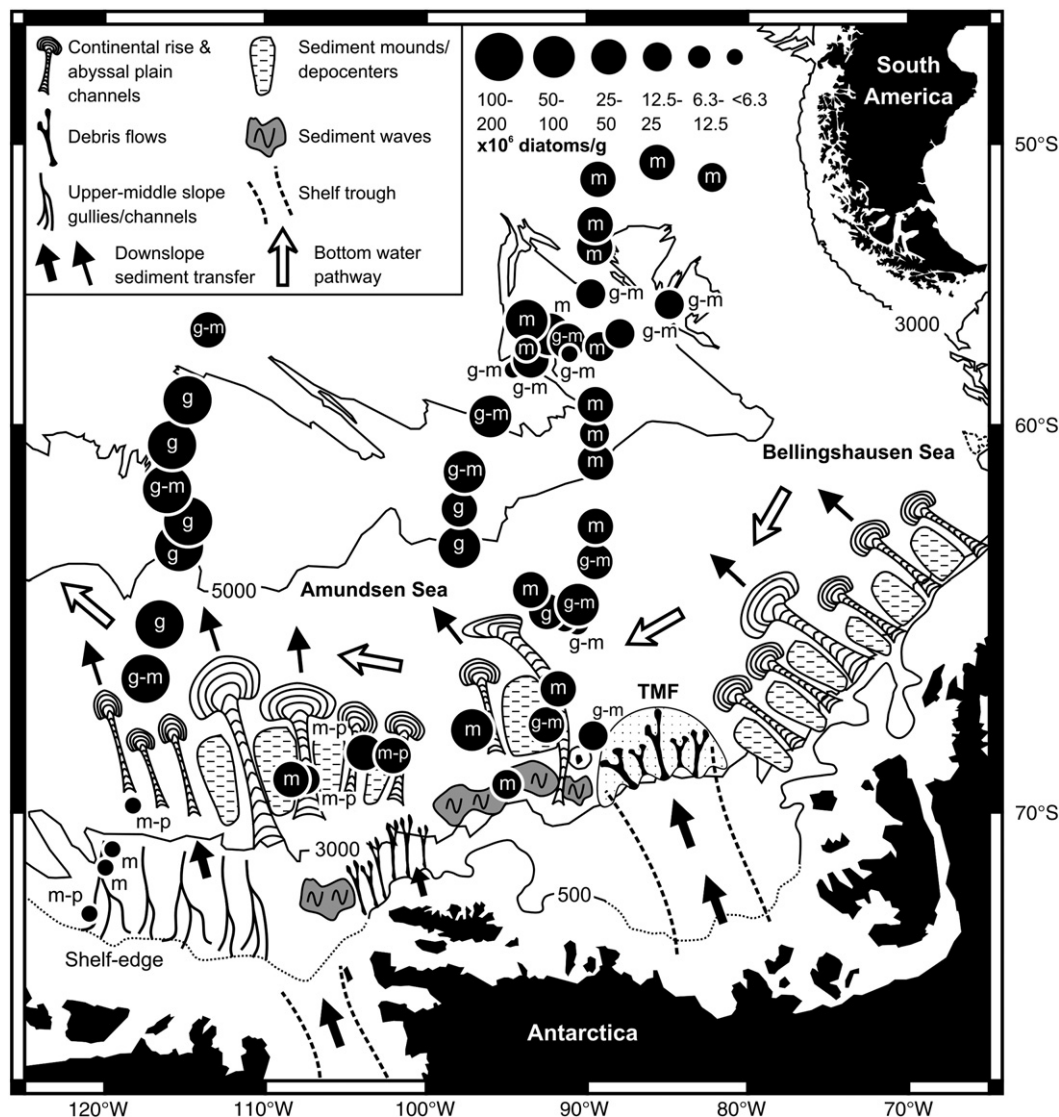 Continental rise &
abyssal plain
channels
Sediment mounds/
depocenters
Debris flows
Sediment waves
Upper-middle slope
gullies/channels
Shelf trough
Downslope
sediment transfer
Bottom water
pathway
100- 50- 25- 12.5- 6.3- <6.3
200 100 50 25 12.5
x10⁶ diatoms/g
South
America
50°S
m
m
m
m
m
g-m
g-m
3000
g-m
m
m
g-m
m
m
g-m
g-m
g-m
g-m
g
g-m
m
60°S
g
m
Bellingshausen Sea
m
g-m
g-m
g
g
g
g
m
g-m
5000
Amundsen Sea
m
g-m
g
g
g-m
g-m
m
TMF
g-m
m
g-m
m-p
m-p
m
m
m-p
m-p
70°S
3000
m
m
500
m-p
Shelf-edge
Antarctica
120°W 110°W 100°W 90°W 80°W 70°W